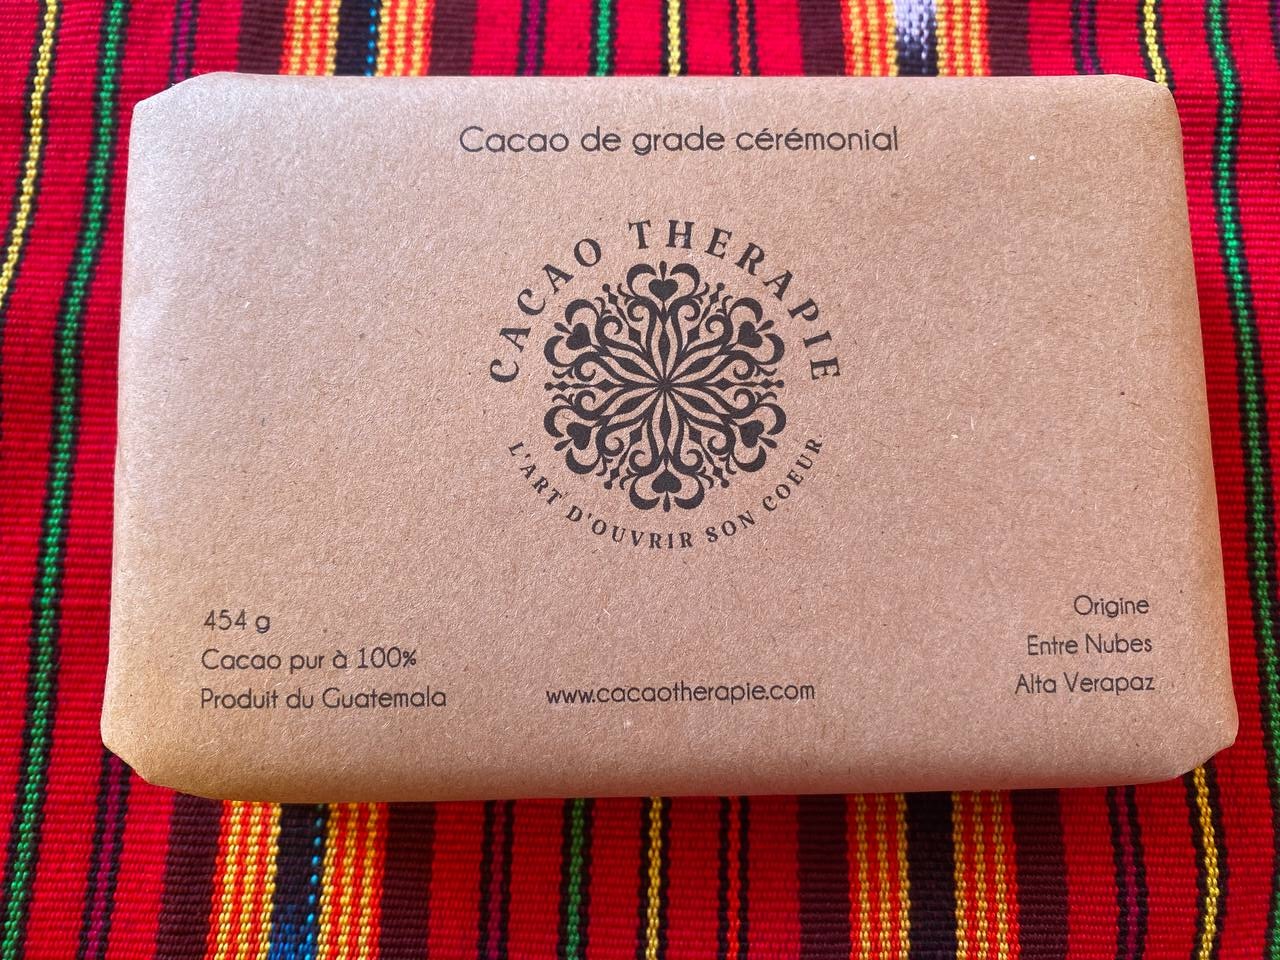 Cacao de grade cérémonial
CACAO THERAPIE
L'ART D'OUVRIR SON COEUR
454 g
Cacao pur à 100%
Produit du Guatemala
www.cacaotherapie.com
Origine
Entre Nubes
Alta Verapaz